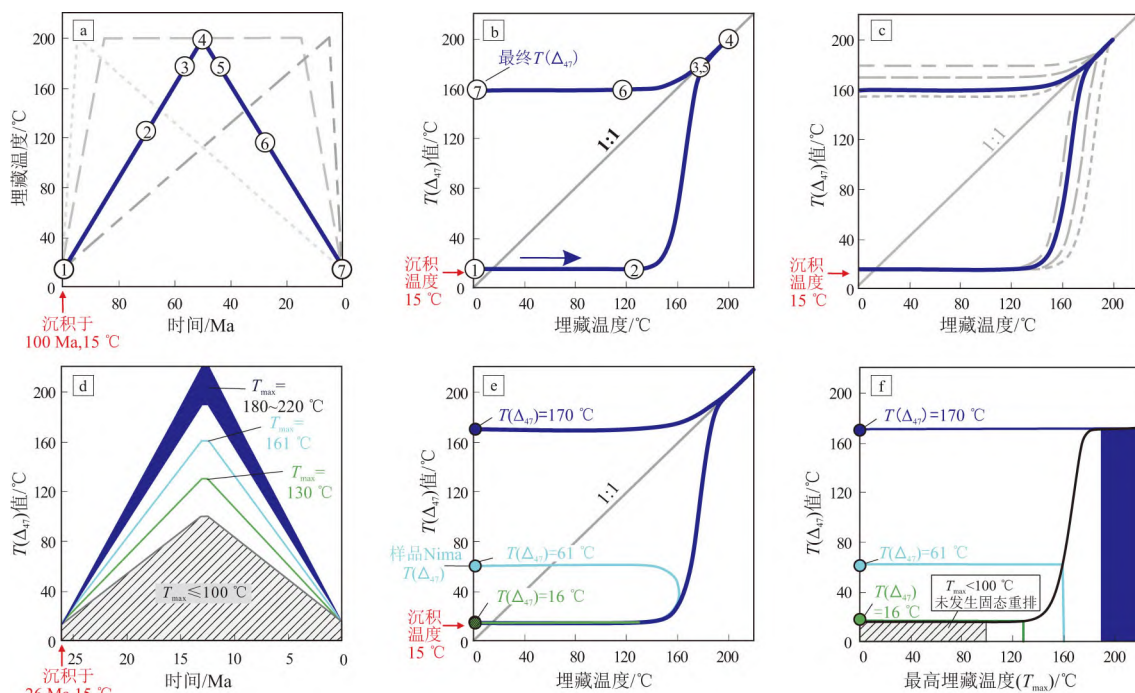 a
200
160
120
80
40
0
埋藏温度/℃
1
2
3
4
5
6
7
80
60
40
20
0
时间/Ma
沉积于
100 Ma,15 ℃
b
200
160
120
80
40
0
T(Δ47)值/℃
最终T(Δ47)
1
2
3,5
4
6
7
1:1
沉积
温度
15 ℃
0
40
80
120
160
200
埋藏温度/℃
c
200
160
120
80
40
0
T(Δ47)值/℃
1:1
沉积
温度
15 ℃
0
40
80
120
160
200
埋藏温度/℃
d
200
160
120
80
40
0
T(Δ47)值/℃
Tmax=
180~220 ℃
Tmax=
161 ℃
Tmax=
130 ℃
Tmax≤100 ℃
25
20
15
10
5
0
时间/Ma
沉积于
26 Ma,15 ℃
e
200
160
120
80
40
0
T(Δ47)值/℃
T(Δ47)=170 ℃
1:1
样品Nima
T(Δ47)
T(Δ47)=61 ℃
T(Δ47)=16 ℃
沉积
温度
15 ℃
0
40
80
120
160
200
埋藏温度/℃
f
200
160
120
80
40
0
T(Δ47)值/℃
T(Δ47)=170 ℃
T(Δ47)=61 ℃
T(Δ47)
=16 ℃
Tmax<100 ℃
未发生固态重排
0
40
80
120
160
200
最高埋藏温度(Tmax)/℃